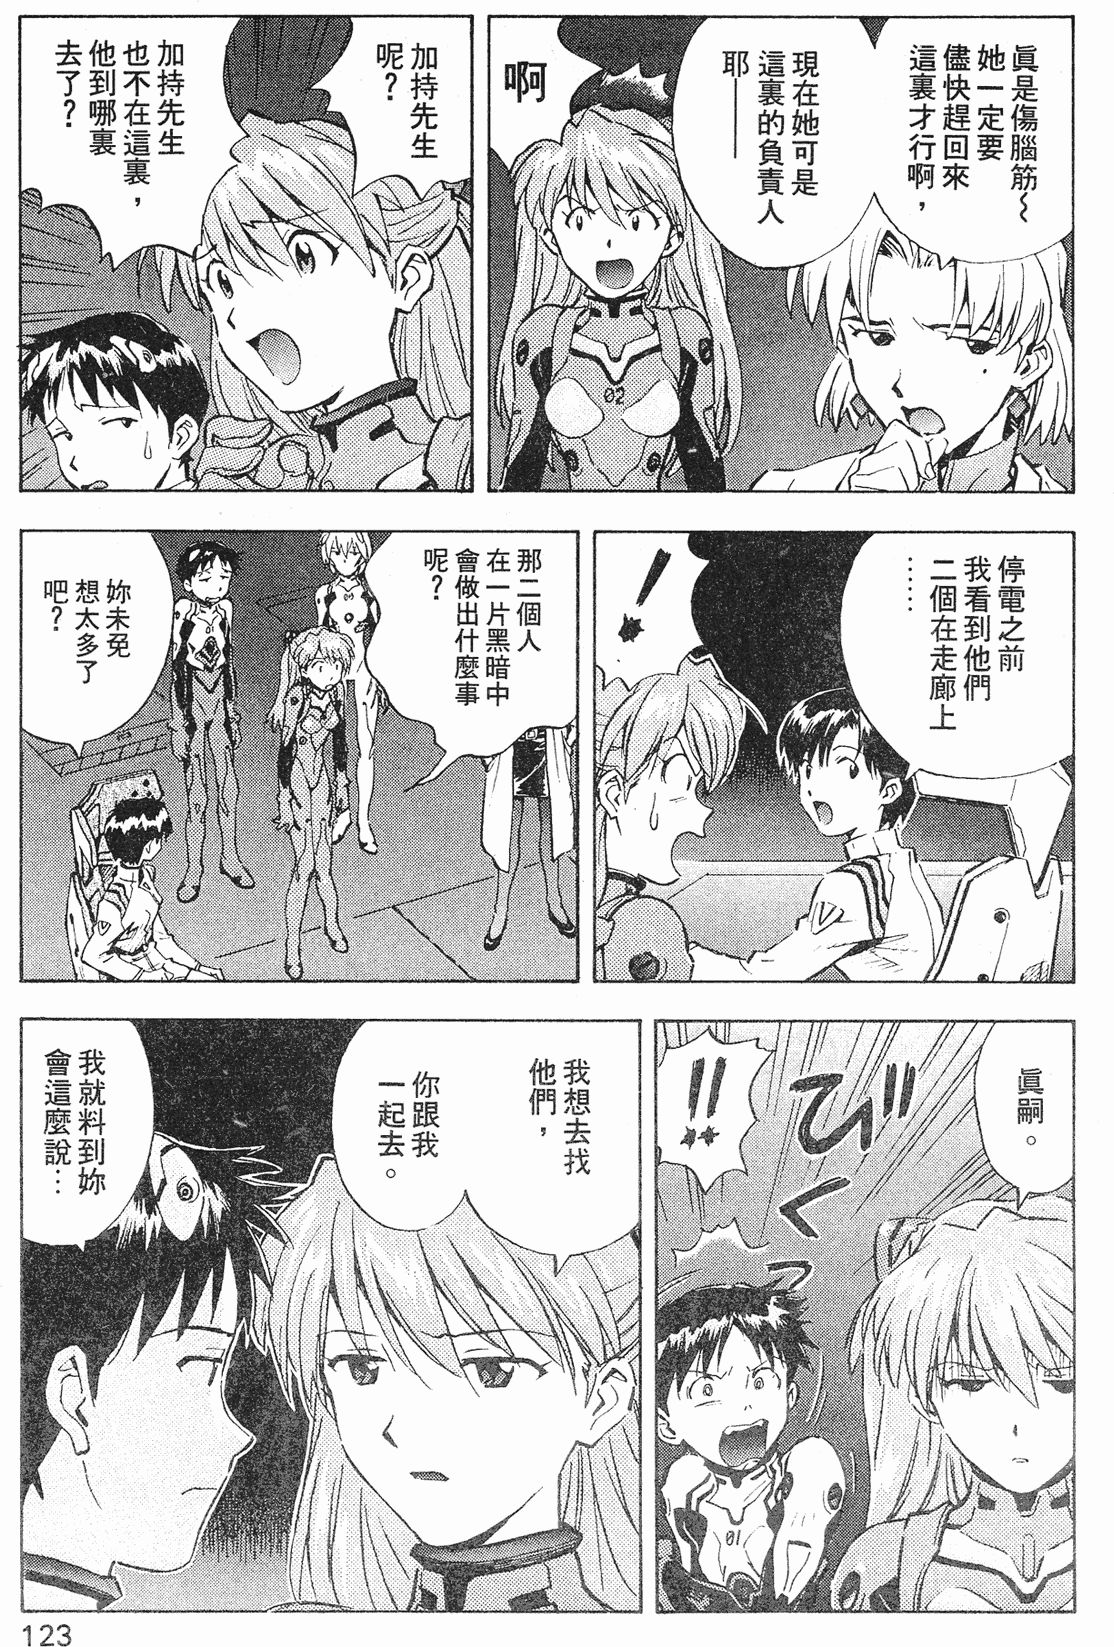 眞是傷腦筋～
她一定要
儘快趕回來
這裏才行啊，
現在她可是
這裏的負責人
耶——
啊
02
加持先生
呢？
加持先生
也不在這裏，
他到哪裏
去了？
停電之前
我看到他們
二個在走廊上
……
!
那二個人
在一片黑暗中
會做出什麼事
呢？
妳未免
想太多了
吧？
眞嗣。
びく
!!
01
我想去找
他們，
你跟我
一起去。
我就料到妳
會這麼說…
123